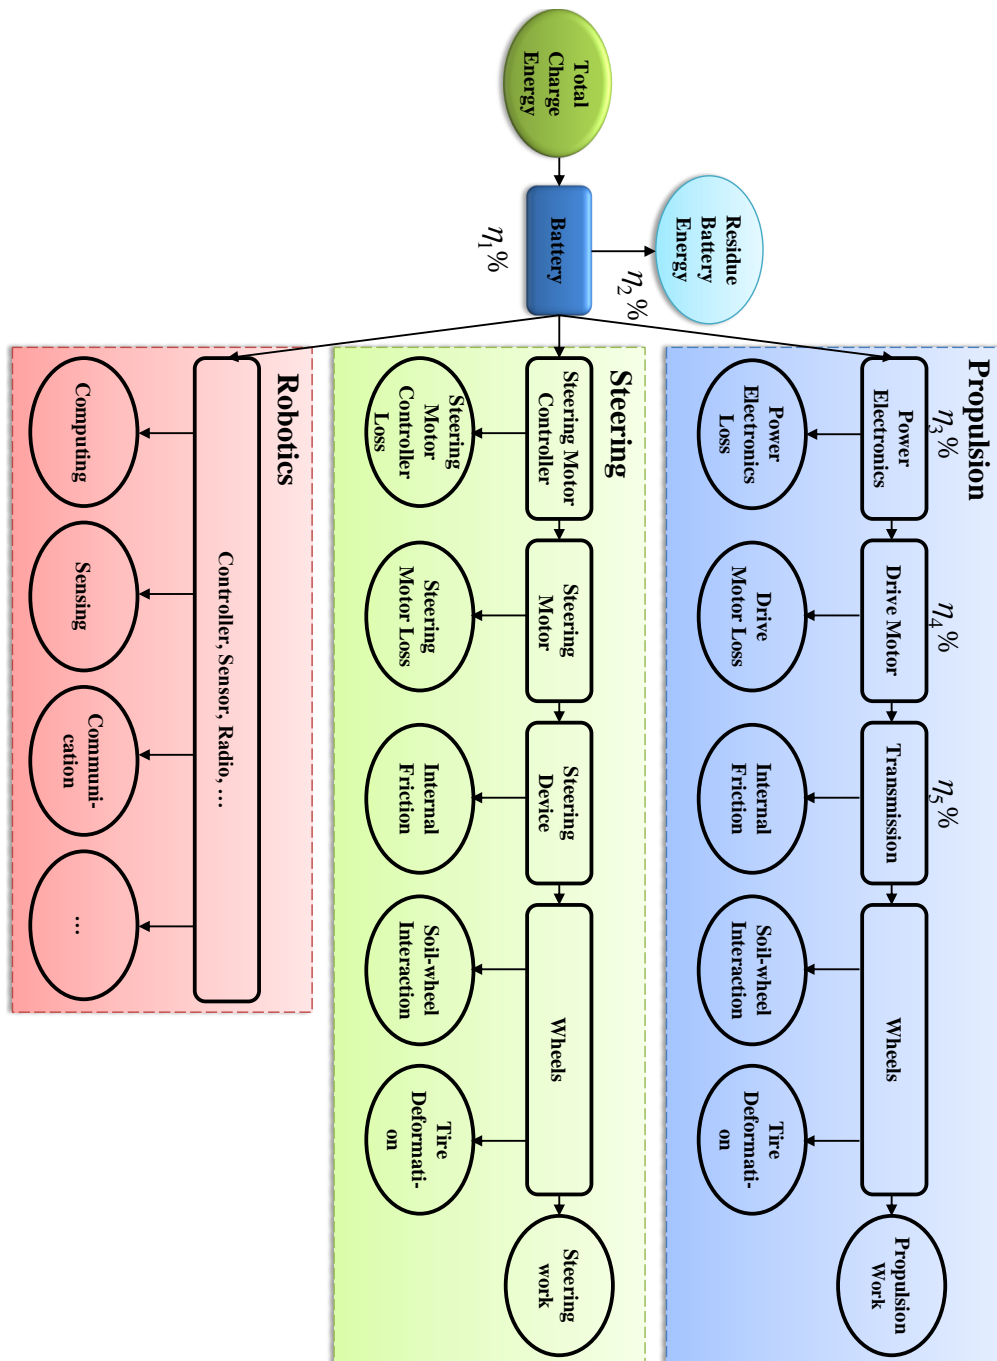 Total
Charge
Energy
Battery
η1%
Residue
Battery
Energy
η2%
Propulsion
η3%
Power
Electronics
Power
Electronics
Loss
η4%
Drive Motor
Drive
Motor Loss
η5%
Transmission
Internal
Friction
Wheels
Soil-wheel
Interaction
Tire
Deformati-
on
Propulsion
Work
Steering
Steering Motor
Controller
Steering
Motor
Controller
Loss
Steering
Motor
Steering
Motor Loss
Steering
Device
Internal
Friction
Wheels
Soil-wheel
Interaction
Tire
Deformati-
on
Steering
work
Robotics
Controller, Sensor, Radio, …
Computing
Sensing
Communi-
cation
…